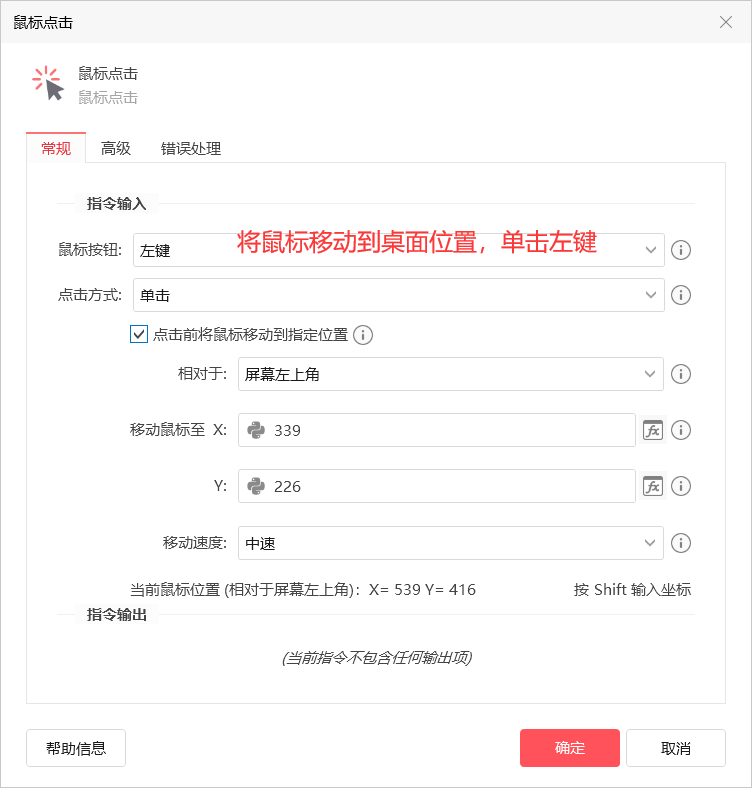 鼠标点击
鼠标点击
鼠标点击
常规 高级 错误处理
指令输入
将鼠标移动到桌面位置，单击左键
鼠标按钮: 左键
点击方式: 单击
点击前将鼠标移动到指定位置
相对于: 屏幕左上角
移动鼠标至 X: 339 fx
Y: 226 fx
移动速度: 中速
当前鼠标位置 (相对于屏幕左上角)：X= 539 Y= 416 按 Shift 输入坐标
指令输出
(当前指令不包含任何输出项)
帮助信息 确定 取消